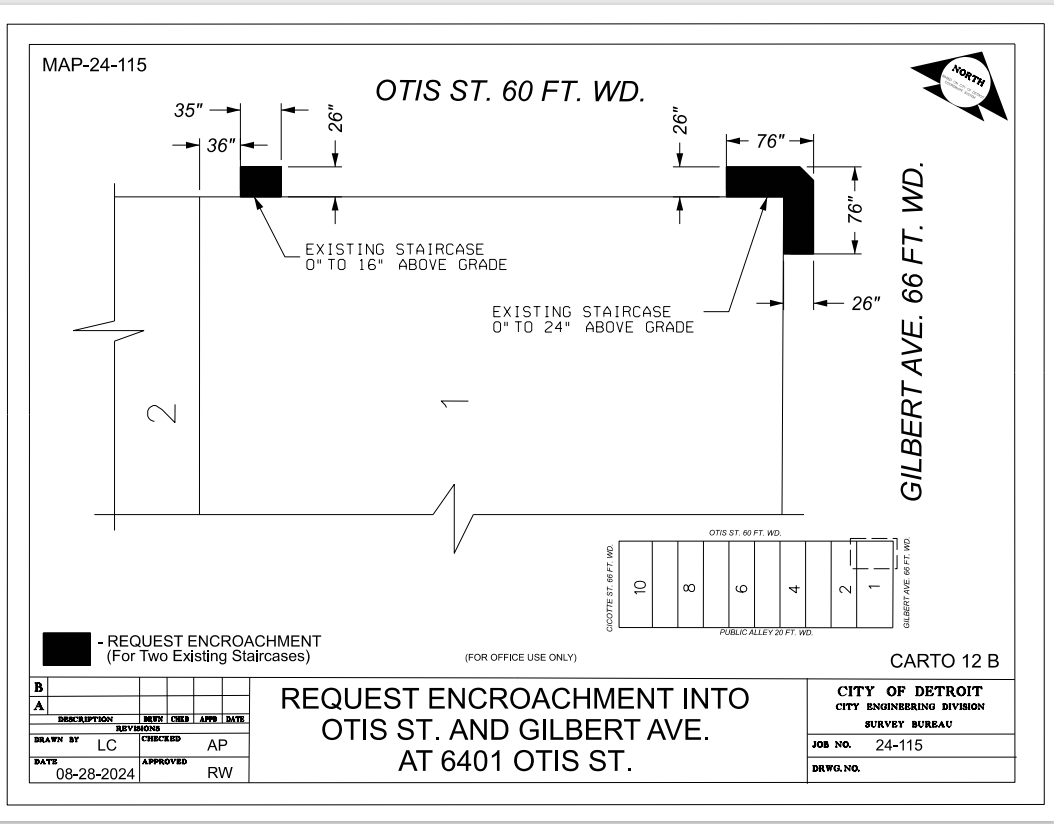 MAP-24-115
OTIS ST. 60 FT. WD.
NORTH
35"
36"
26"
26"
76"
76"
26"
GILBERT AVE. 66 FT. WD.
EXISTING STAIRCASE
0" TO 16" ABOVE GRADE
EXISTING STAIRCASE
0" TO 24" ABOVE GRADE
2
1
OTIS ST. 60 FT. WD.
CICOTTE ST. 66 FT. WD.
10
8
6
4
2
1
GILBERT AVE. 66 FT. WD.
PUBLIC ALLEY 20 FT. WD.
- REQUEST ENCROACHMENT
(For Two Existing Staircases)
(FOR OFFICE USE ONLY)
CARTO 12 B
B
A
DESCRIPTION DRWN CHKD APPD DATE
REVISIONS
DRAWN BY LC
CHECKED AP
DATE 08-28-2024
APPROVED RW
REQUEST ENCROACHMENT INTO
OTIS ST. AND GILBERT AVE.
AT 6401 OTIS ST.
CITY OF DETROIT
CITY ENGINEERING DIVISION
SURVEY BUREAU
JOB NO. 24-115
DRWG. NO.